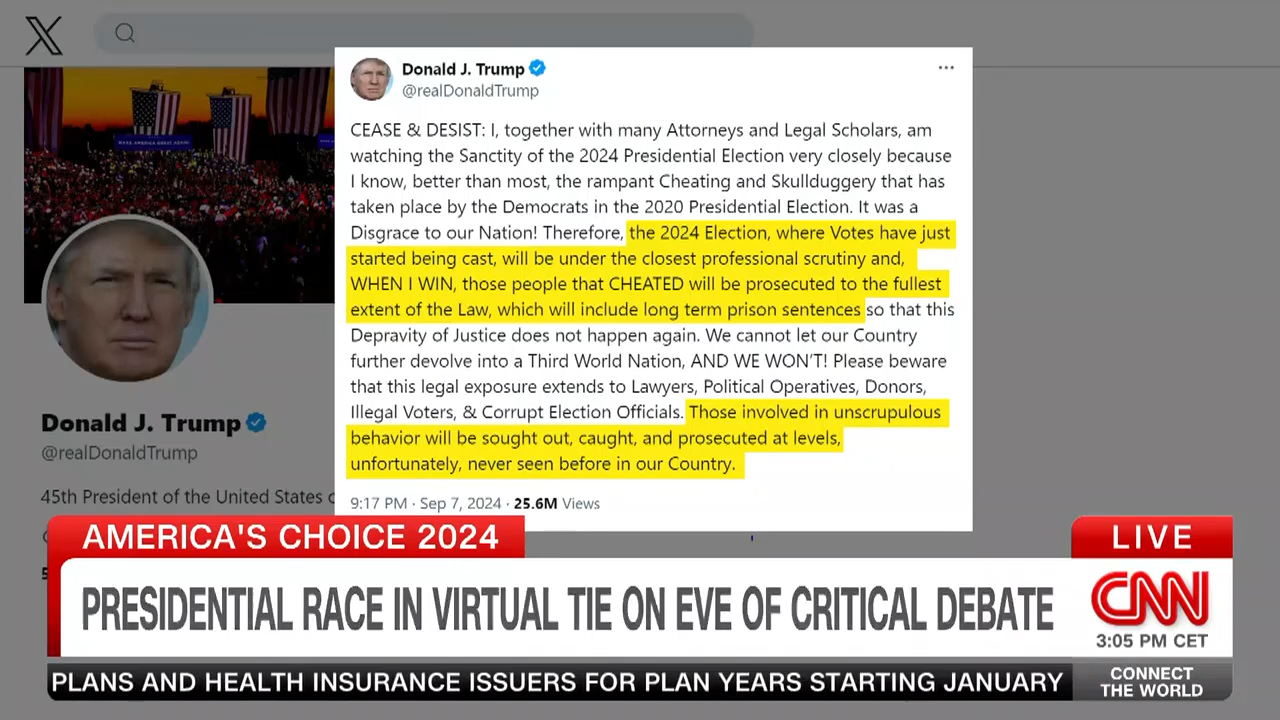 X
MAKE AMERICA GREAT AGAIN
Donald J. Trump
@realDonaldTrump
CEASE & DESIST: I, together with many Attorneys and Legal Scholars, am
watching the Sanctity of the 2024 Presidential Election very closely because
I know, better than most, the rampant Cheating and Skullduggery that has
taken place by the Democrats in the 2020 Presidential Election. It was a
Disgrace to our Nation! Therefore, the 2024 Election, where Votes have just
started being cast, will be under the closest professional scrutiny and,
WHEN I WIN, those people that CHEATED will be prosecuted to the fullest
extent of the Law, which will include long term prison sentences so that this
Depravity of Justice does not happen again. We cannot let our Country
further devolve into a Third World Nation, AND WE WON'T! Please beware
that this legal exposure extends to Lawyers, Political Operatives, Donors,
Illegal Voters, & Corrupt Election Officials. Those involved in unscrupulous
behavior will be sought out, caught, and prosecuted at levels,
unfortunately, never seen before in our Country.
9:17 PM · Sep 7, 2024 · 25.6M Views
Donald J. Trump
@realDonaldTrump
45th President of the United States
AMERICA'S CHOICE 2024
LIVE
PRESIDENTIAL RACE IN VIRTUAL TIE ON EVE OF CRITICAL DEBATE
CNN
3:05 PM CET
PLANS AND HEALTH INSURANCE ISSUERS FOR PLAN YEARS STARTING JANUARY
CONNECT
THE WORLD